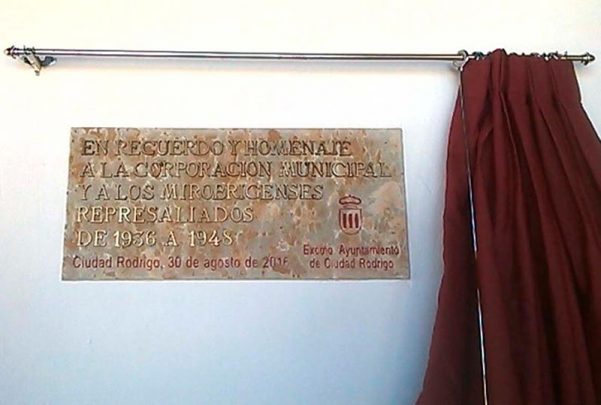 EN RECUERDO Y HOMENAJE
A LA CORPORACION MUNICIPAL
Y A LOS MIROBRIGENSES
REPRESALIADOS
DE 1936 A 1948
Ciudad Rodrigo, 30 de agosto de 2016
Excmo Ayuntamiento
de Ciudad Rodrigo